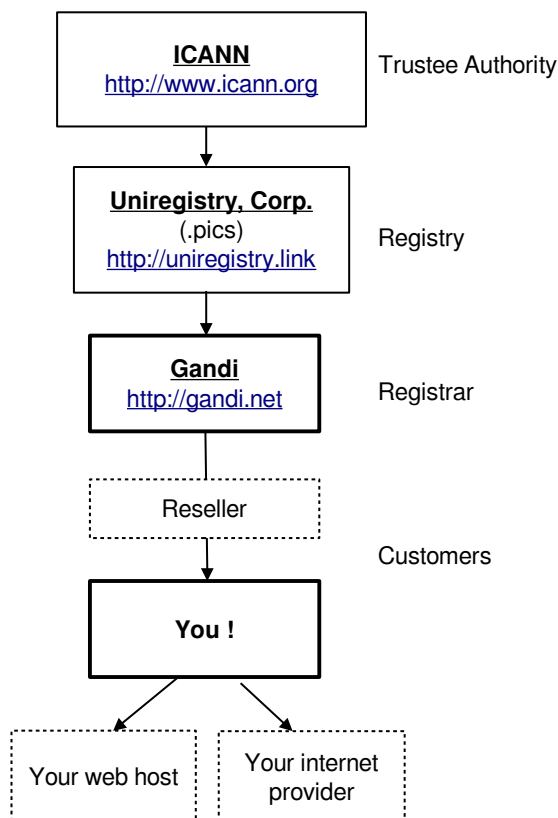 ICANN
http://www.icann.org
Trustee Authority
Uniregistry, Corp.
(.pics)
http://uniregistry.link
Registry
Gandi
http://gandi.net
Registrar
Reseller
Customers
You !
Your web host
Your internet
provider